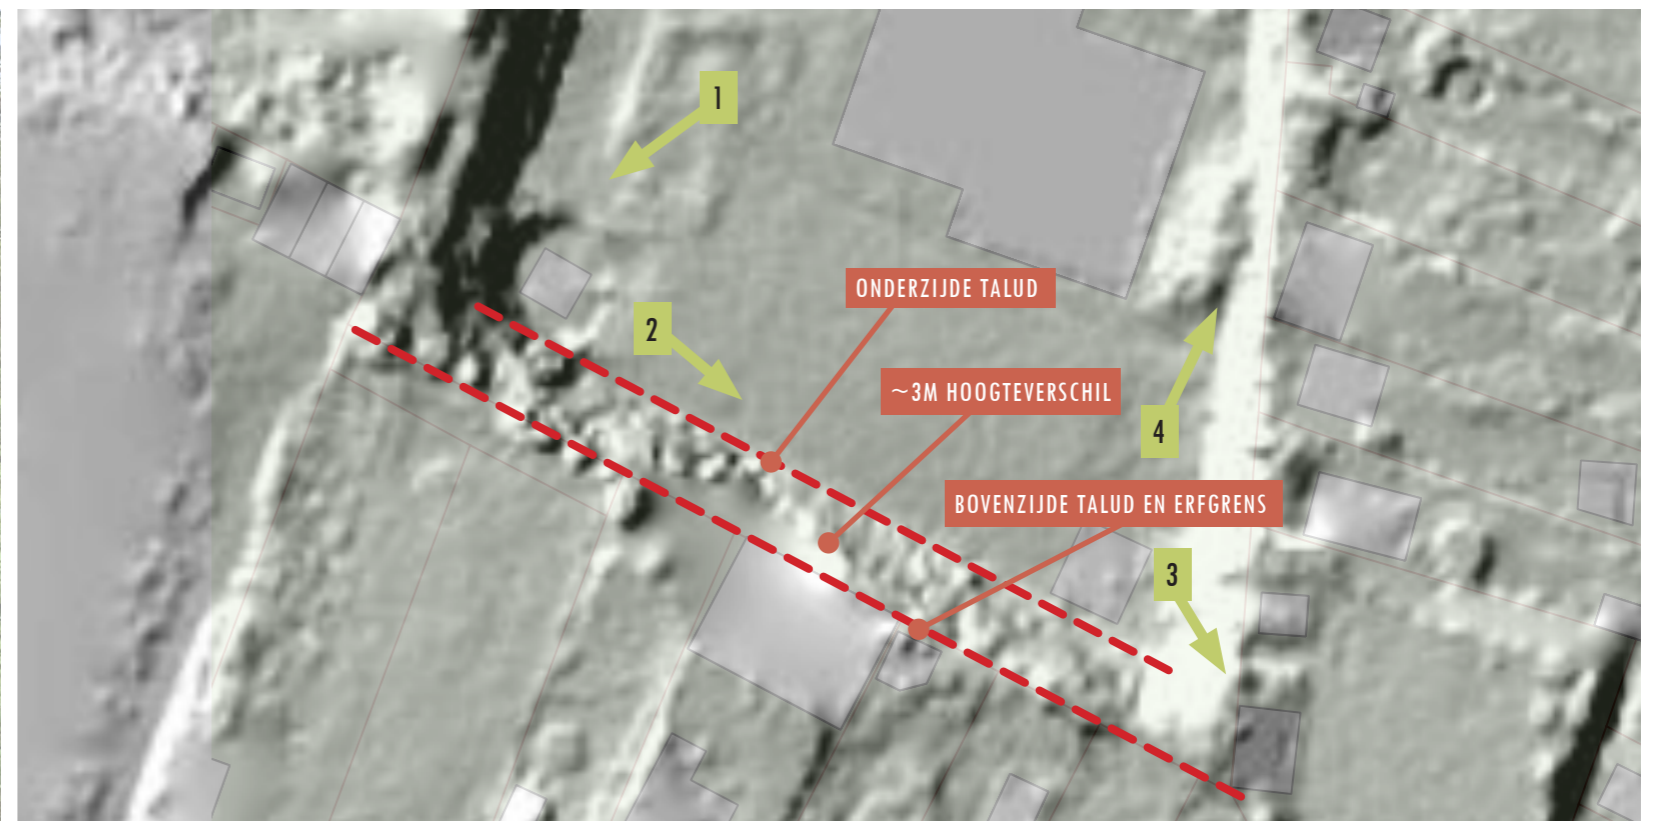 1
ONDERZIJDE TALUD
2
~3M HOOGTEVERSCHIL
4
BOVENZIJDE TALUD EN ERFGRENS
3